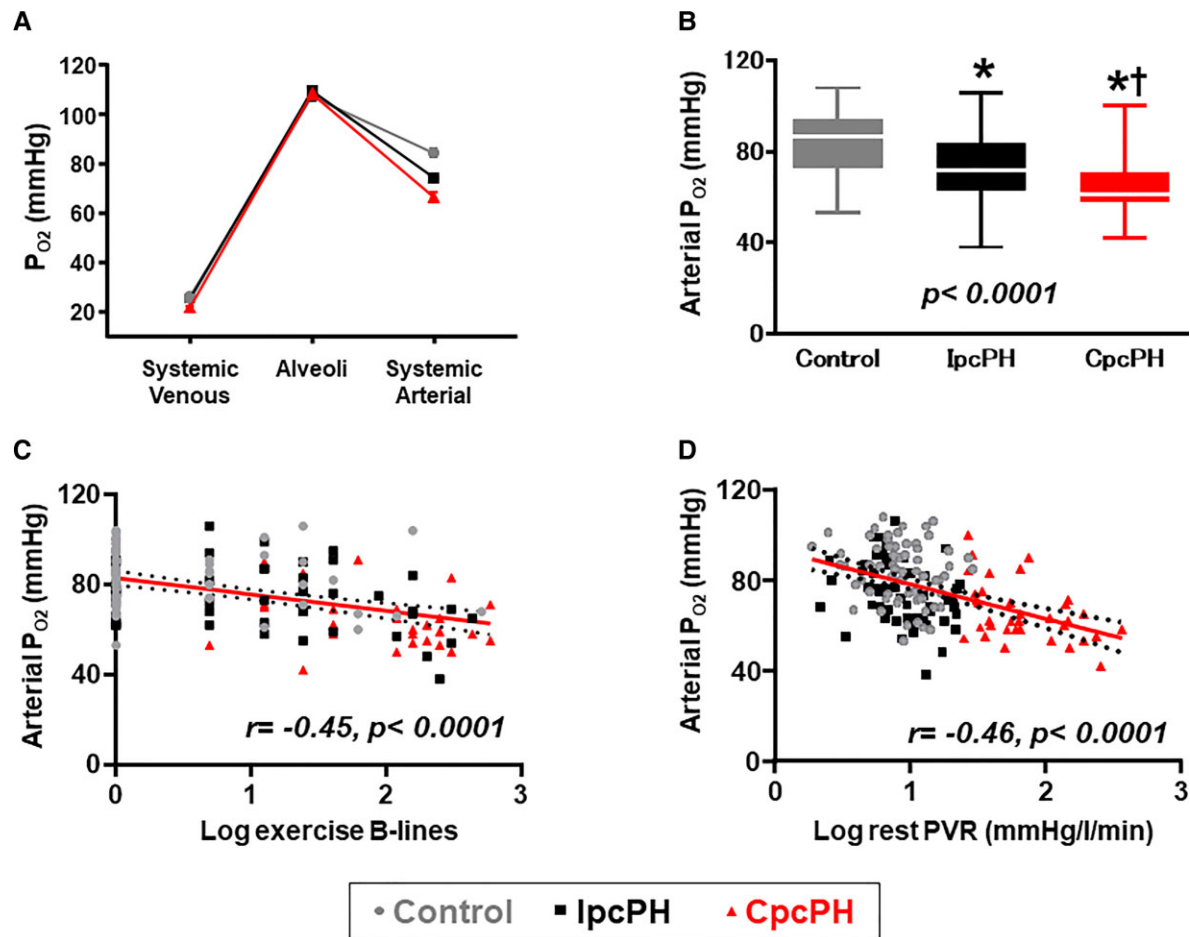 A
120
100
80
60
40
20
PO2 (mmHg)
Systemic Venous
Alveoli
Systemic Arterial
B
120
80
40
0
Arterial PO2 (mmHg)
*
*†
p< 0.0001
Control
IpcPH
CpcPH
C
120
80
40
0
Arterial PO2 (mmHg)
r= -0.45, p< 0.0001
0
1
2
3
Log exercise B-lines
D
120
80
40
0
Arterial PO2 (mmHg)
r= -0.46, p< 0.0001
0
1
2
3
Log rest PVR (mmHg/l/min)
Control IpcPH CpcPH